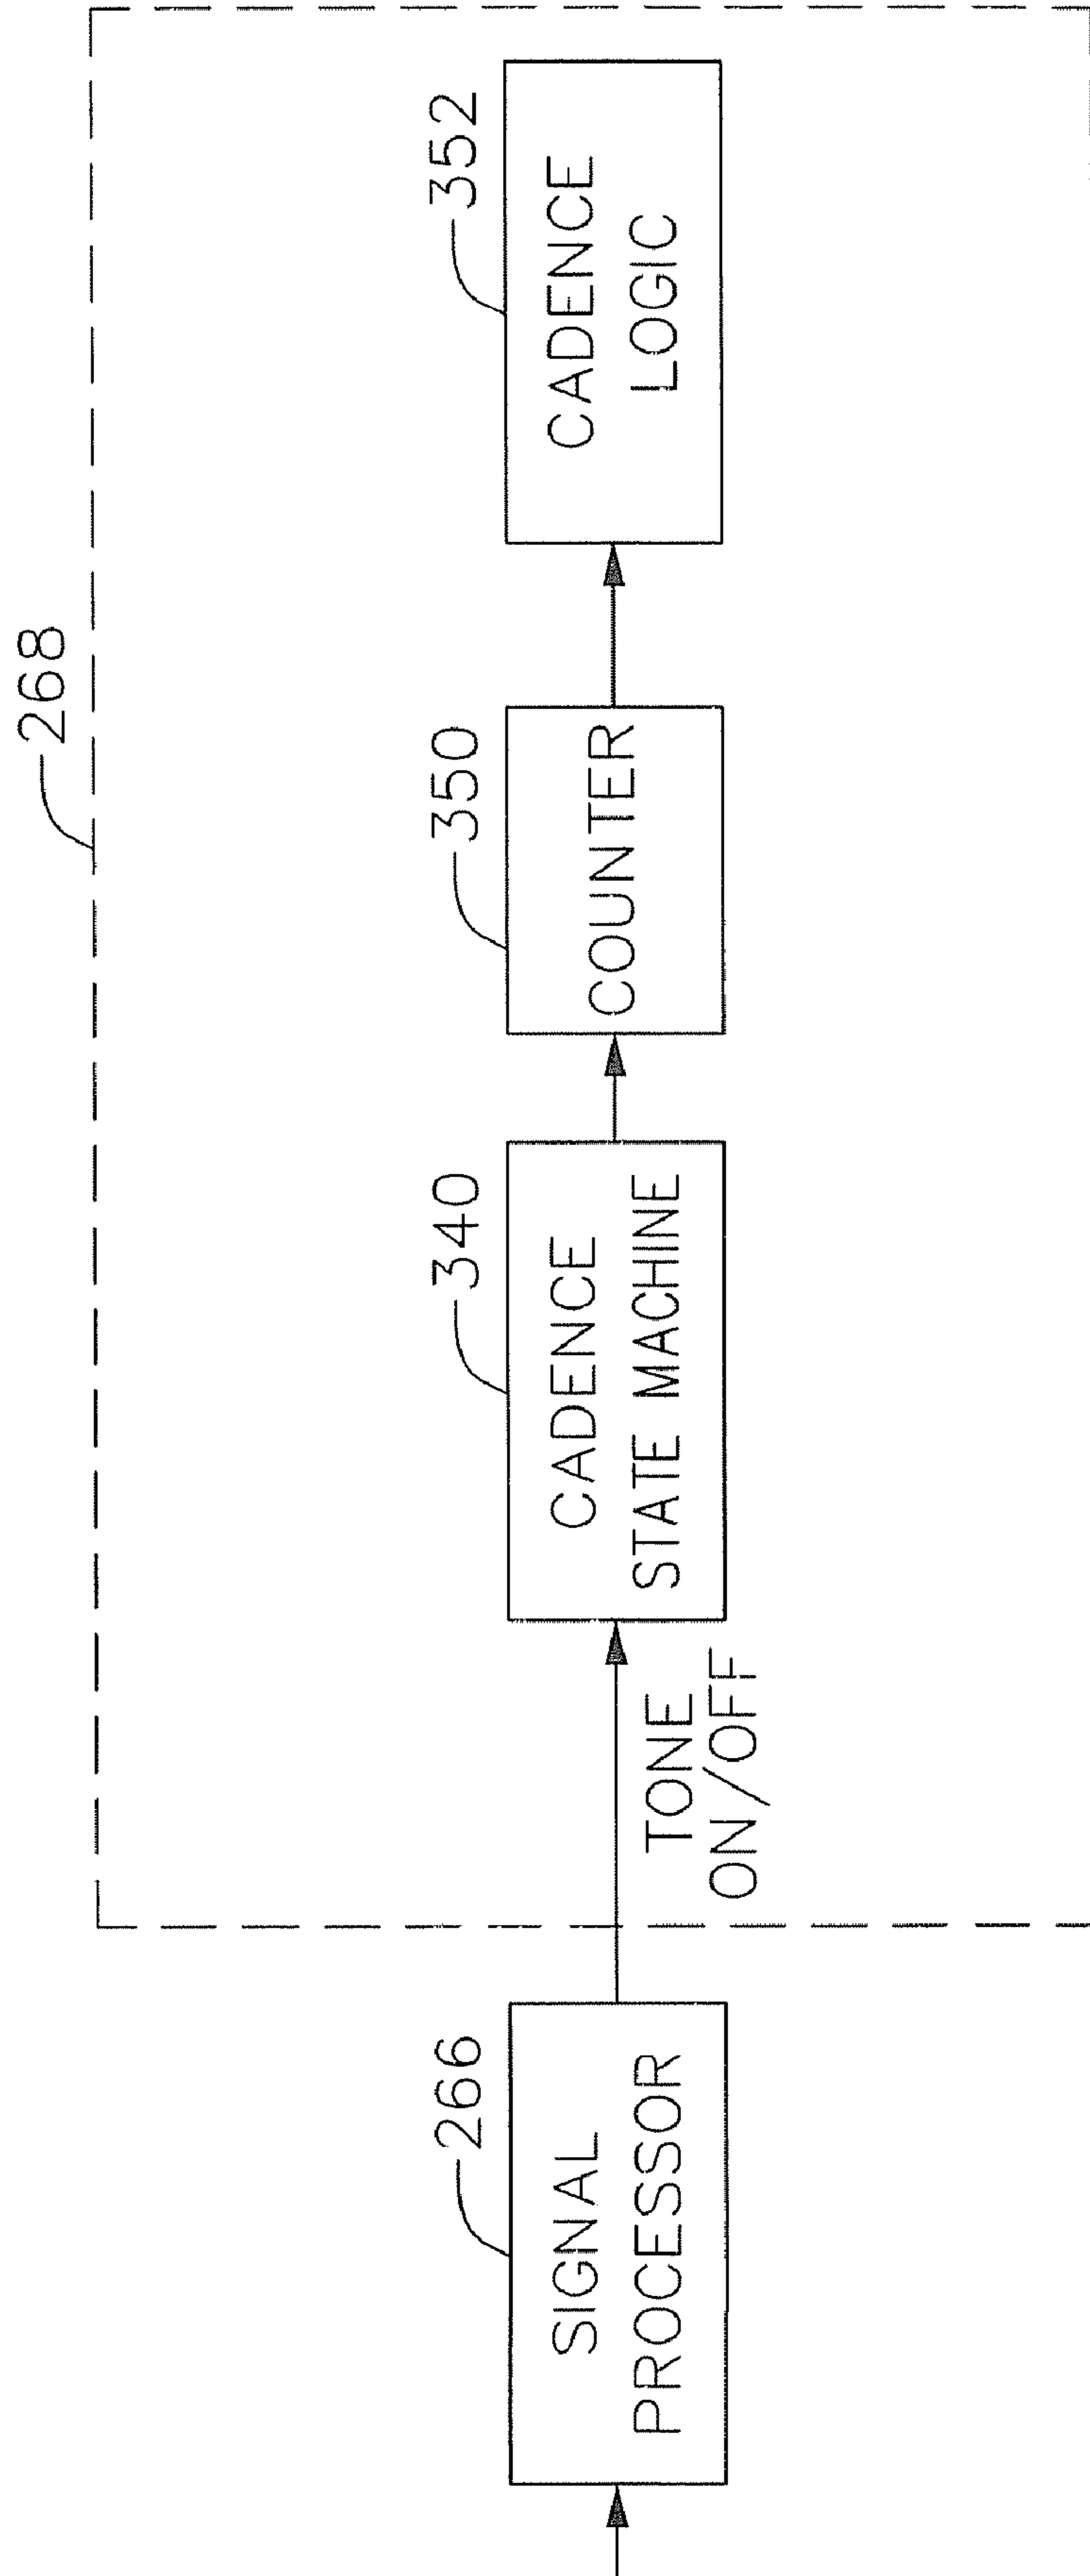 268
266
SIGNAL
PROCESSOR
TONE
ON/OFF
340
CADENCE
STATE MACHINE
350
COUNTER
352
CADENCE
LOGIC